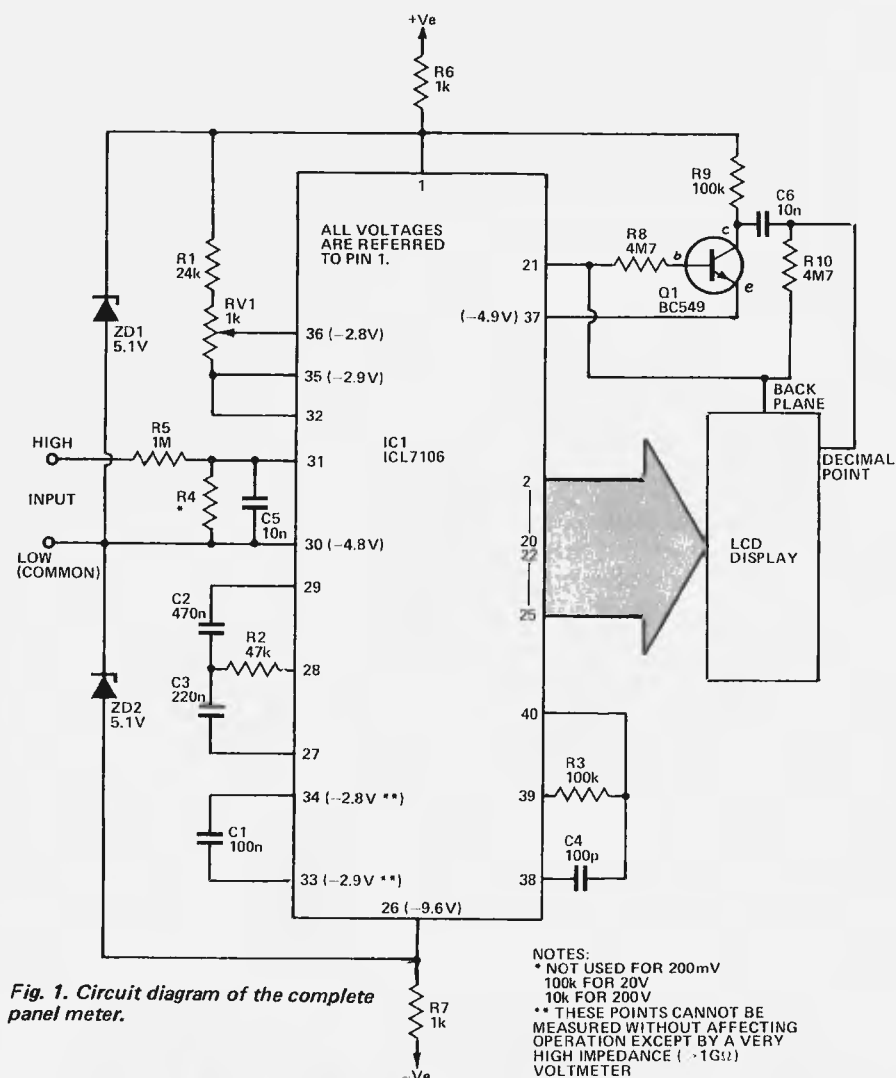 +Ve
R6
1k
1
ALL VOLTAGES
ARE REFERRED
TO PIN 1.
R9
100k
C6
10n
R1
24k
RV1
1k
ZD1
5.1V
21
R8
4M7
b
c
e
Q1
BC549
R10
4M7
36 (−2.8V)
35 (−2.9V)
32
(−4.9V) 37
BACK
PLANE
DECIMAL
POINT
HIGH
R5
1M
31
IC1
ICL7106
INPUT
R4
*
C5
10n
LOW
(COMMON)
30 (−4.8V)
2
20
22
25
LCD
DISPLAY
29
C2
470n
R2
47k
28
C3
220n
27
ZD2
5.1V
40
R3
100k
39
C4
100p
38
34 (−2.8V **)
C1
100n
33 (−2.9V **)
26 (−9.6V)
R7
1k
−Ve
Fig. 1. Circuit diagram of the complete
panel meter.
NOTES:
* NOT USED FOR 200mV
100k FOR 20V
10k FOR 200V
** THESE POINTS CANNOT BE
MEASURED WITHOUT AFFECTING
OPERATION EXCEPT BY A VERY
HIGH IMPEDANCE (>1GΩ)
VOLTMETER